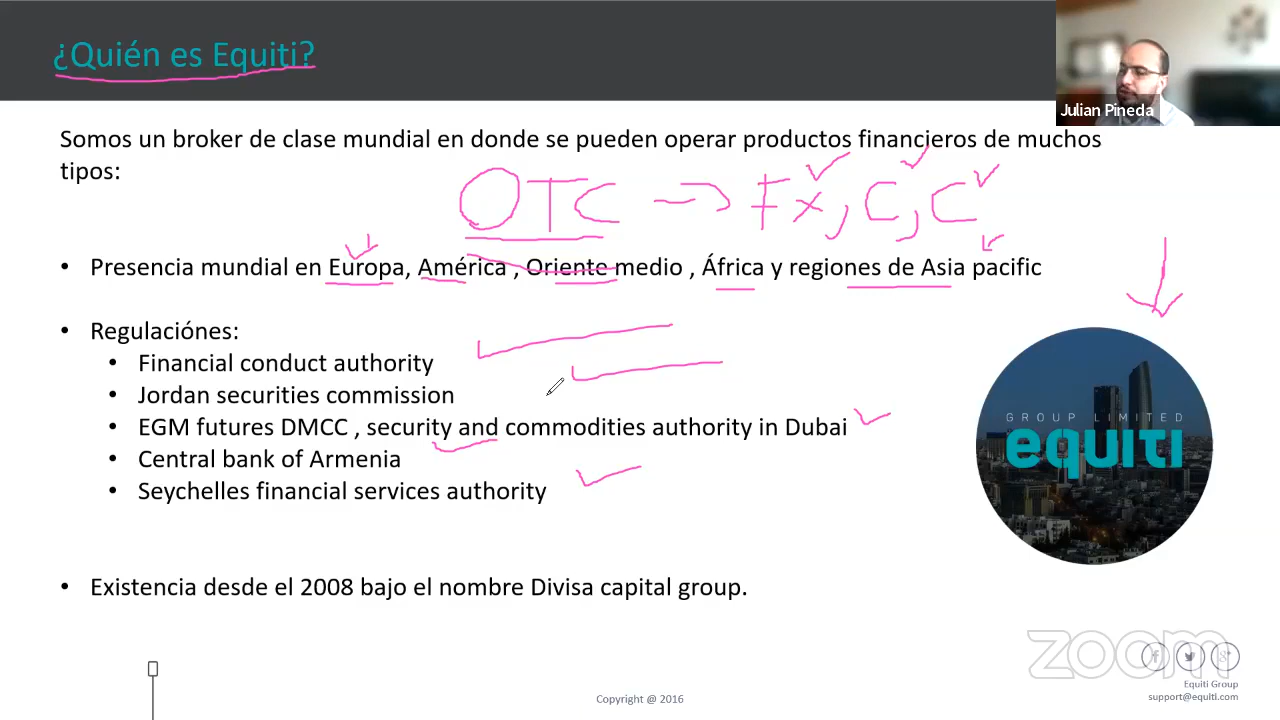 ¿Quién es Equiti?
Julian Pineda
Somos un broker de clase mundial en donde se pueden operar productos financieros de muchos
tipos:
OTC → Fx, C, C
• Presencia mundial en Europa, América , Oriente medio , África y regiones de Asia pacific
• Regulaciónes:
• Financial conduct authority
• Jordan securities commission
• EGM futures DMCC , security and commodities authority in Dubai
• Central bank of Armenia
• Seychelles financial services authority
GROUP LIMITED
equiti
• Existencia desde el 2008 bajo el nombre Divisa capital group.
zoom
Equiti Group
support@equiti.com
Copyright @ 2016